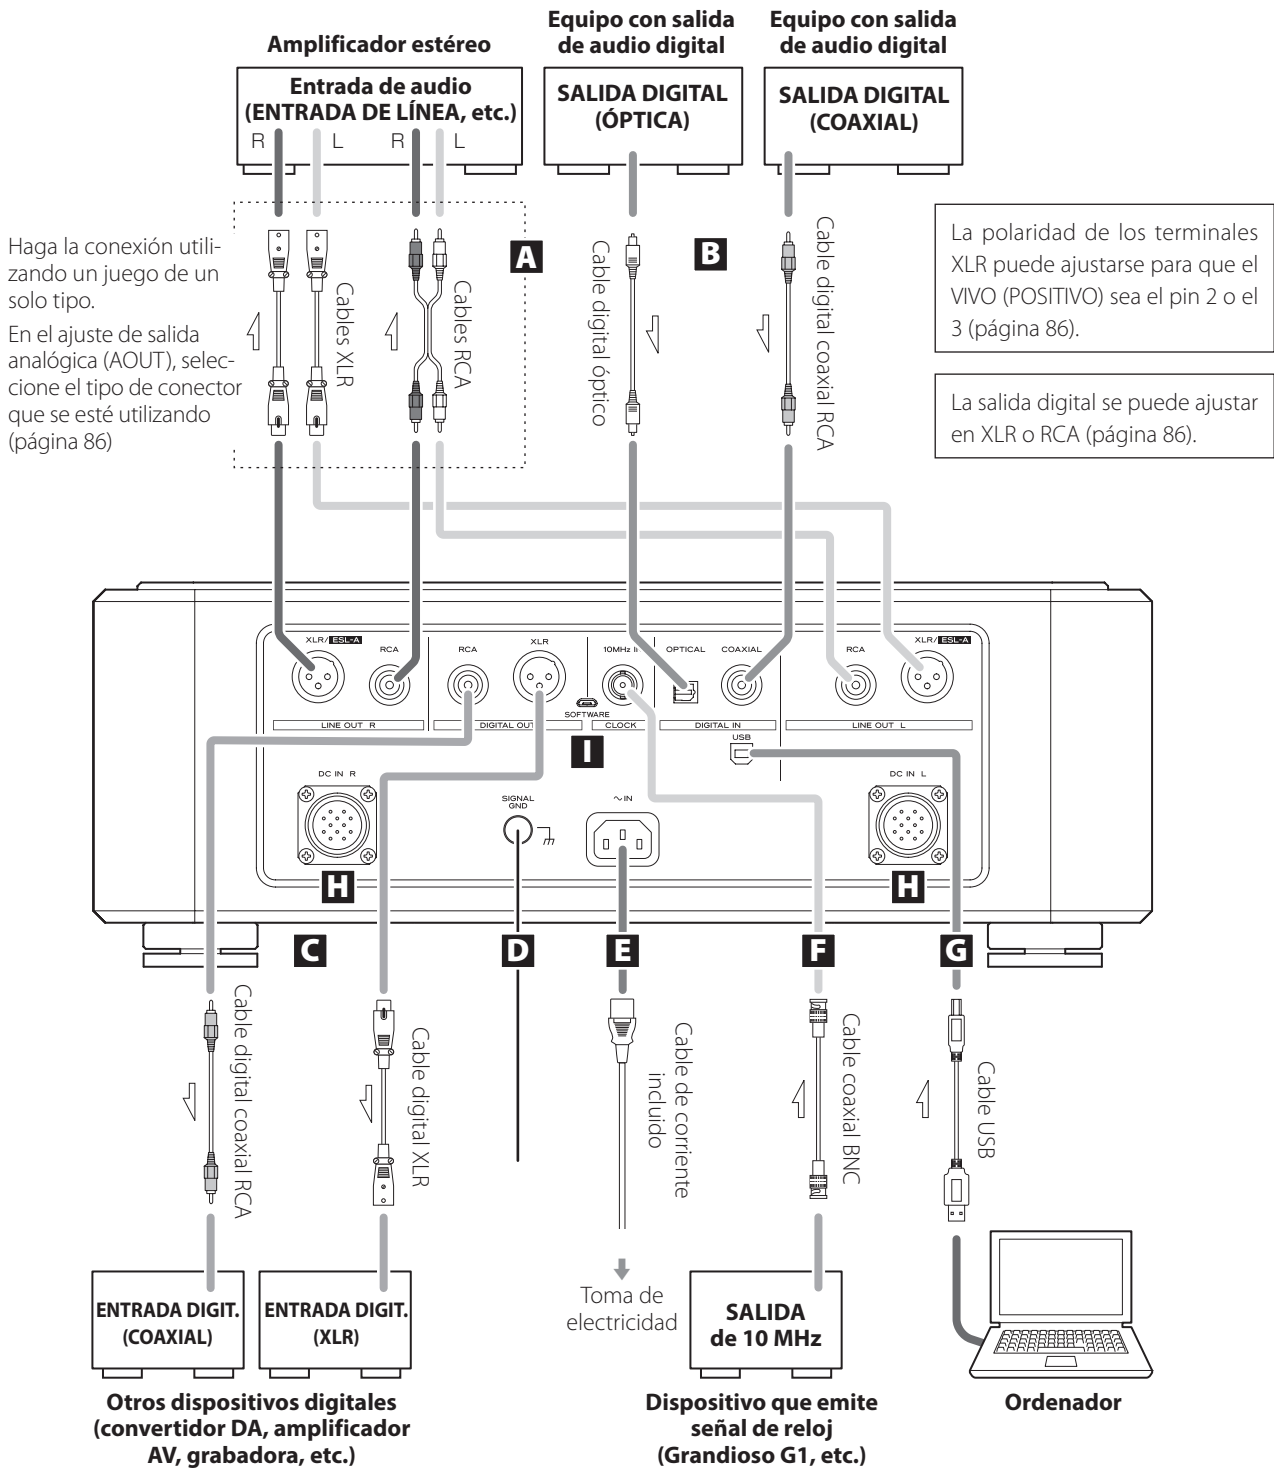 Amplificador estéreo
Equipo con salida
de audio digital
Equipo con salida
de audio digital
Entrada de audio
(ENTRADA DE LÍNEA, etc.)
R L R L
SALIDA DIGITAL
(ÓPTICA)
SALIDA DIGITAL
(COAXIAL)
Haga la conexión utili-
zando un juego de un
solo tipo.
En el ajuste de salida
analógica (AOUT), selec-
cione el tipo de conector
que se esté utilizando
(página 86)
Cables XLR
Cables RCA
A
Cable digital óptico
B
Cable digital coaxial RCA
La polaridad de los terminales
XLR puede ajustarse para que el
VIVO (POSITIVO) sea el pin 2 o el
3 (página 86).
La salida digital se puede ajustar
en XLR o RCA (página 86).
XLR/ESL-A
RCA
RCA
XLR
10MHz
OPTICAL
COAXIAL
RCA
XLR/ESL-A
SOFTWARE
LINE OUT R
DIGITAL OUT
CLOCK
DIGITAL IN
LINE OUT L
I
USB
DC IN R
SIGNAL
GND
~IN
DC IN L
H
H
C
D
E
F
G
Cable digital coaxial RCA
Cable digital XLR
Cable de corriente
incluido
Cable coaxial BNC
Cable USB
Toma de
electricidad
ENTRADA DIGIT.
(COAXIAL)
ENTRADA DIGIT.
(XLR)
SALIDA
de 10 MHz
Otros dispositivos digitales
(convertidor DA, amplificador
AV, grabadora, etc.)
Dispositivo que emite
señal de reloj
(Grandioso G1, etc.)
Ordenador